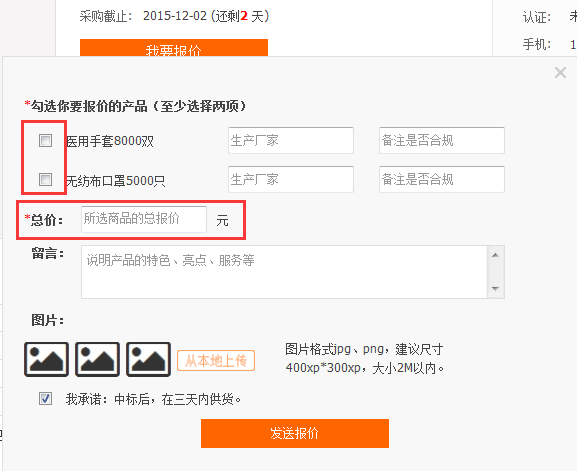 采购截止： 2015-12-02 (还剩2 天)
认证：
手机： 1
我要报价
*勾选你要报价的产品（至少选择两项）
医用手套8000双 生产厂家 备注是否合规
无纺布口罩5000只 生产厂家 备注是否合规
*总价： 所选商品的总报价 元
留言： 说明产品的特色、亮点、服务等
图片：
从本地上传
图片格式jpg、png，建议尺寸
400xp*300xp，大小2M以内。
我承诺：中标后，在三天内供货。
发送报价